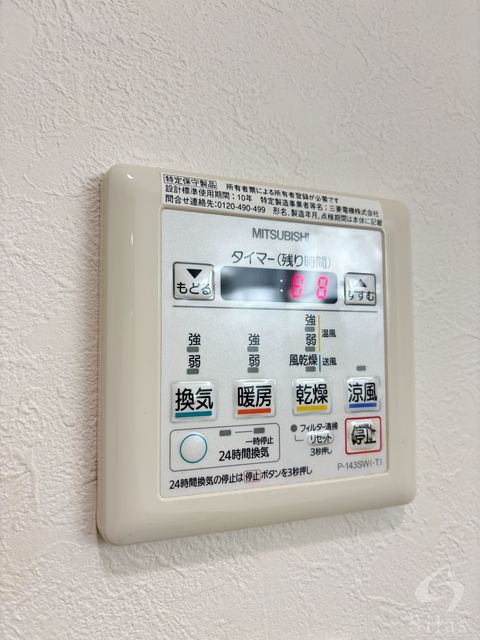 特定保守製品 所有者票による所有者登録が必要です
設計標準使用期間：10年 特定製造事業者等名：三菱電機株式会社
問合せ連絡先：0120-490-499 形名、製造年月、点検期間は本体に記載
MITSUBISHI
タイマー（残り時間）
▼ もどる : 88 ▲ すすむ
強 強 強 温風
弱 弱 弱
風乾燥 送風
換気 暖房 乾燥 涼風
一時停止
24時間換気
フィルター清掃
リセット
3秒押し
停止
P-143SW(-T)
24時間換気の停止は停止ボタンを3秒押し